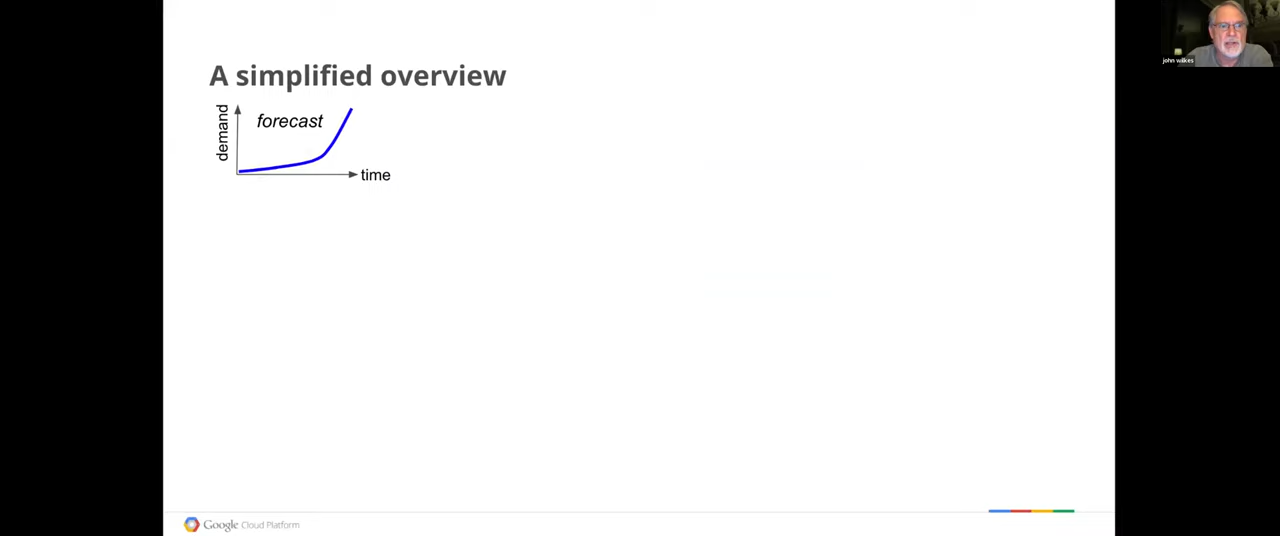 A simplified overview
demand
forecast
time
Google Cloud Platform
john wilkes